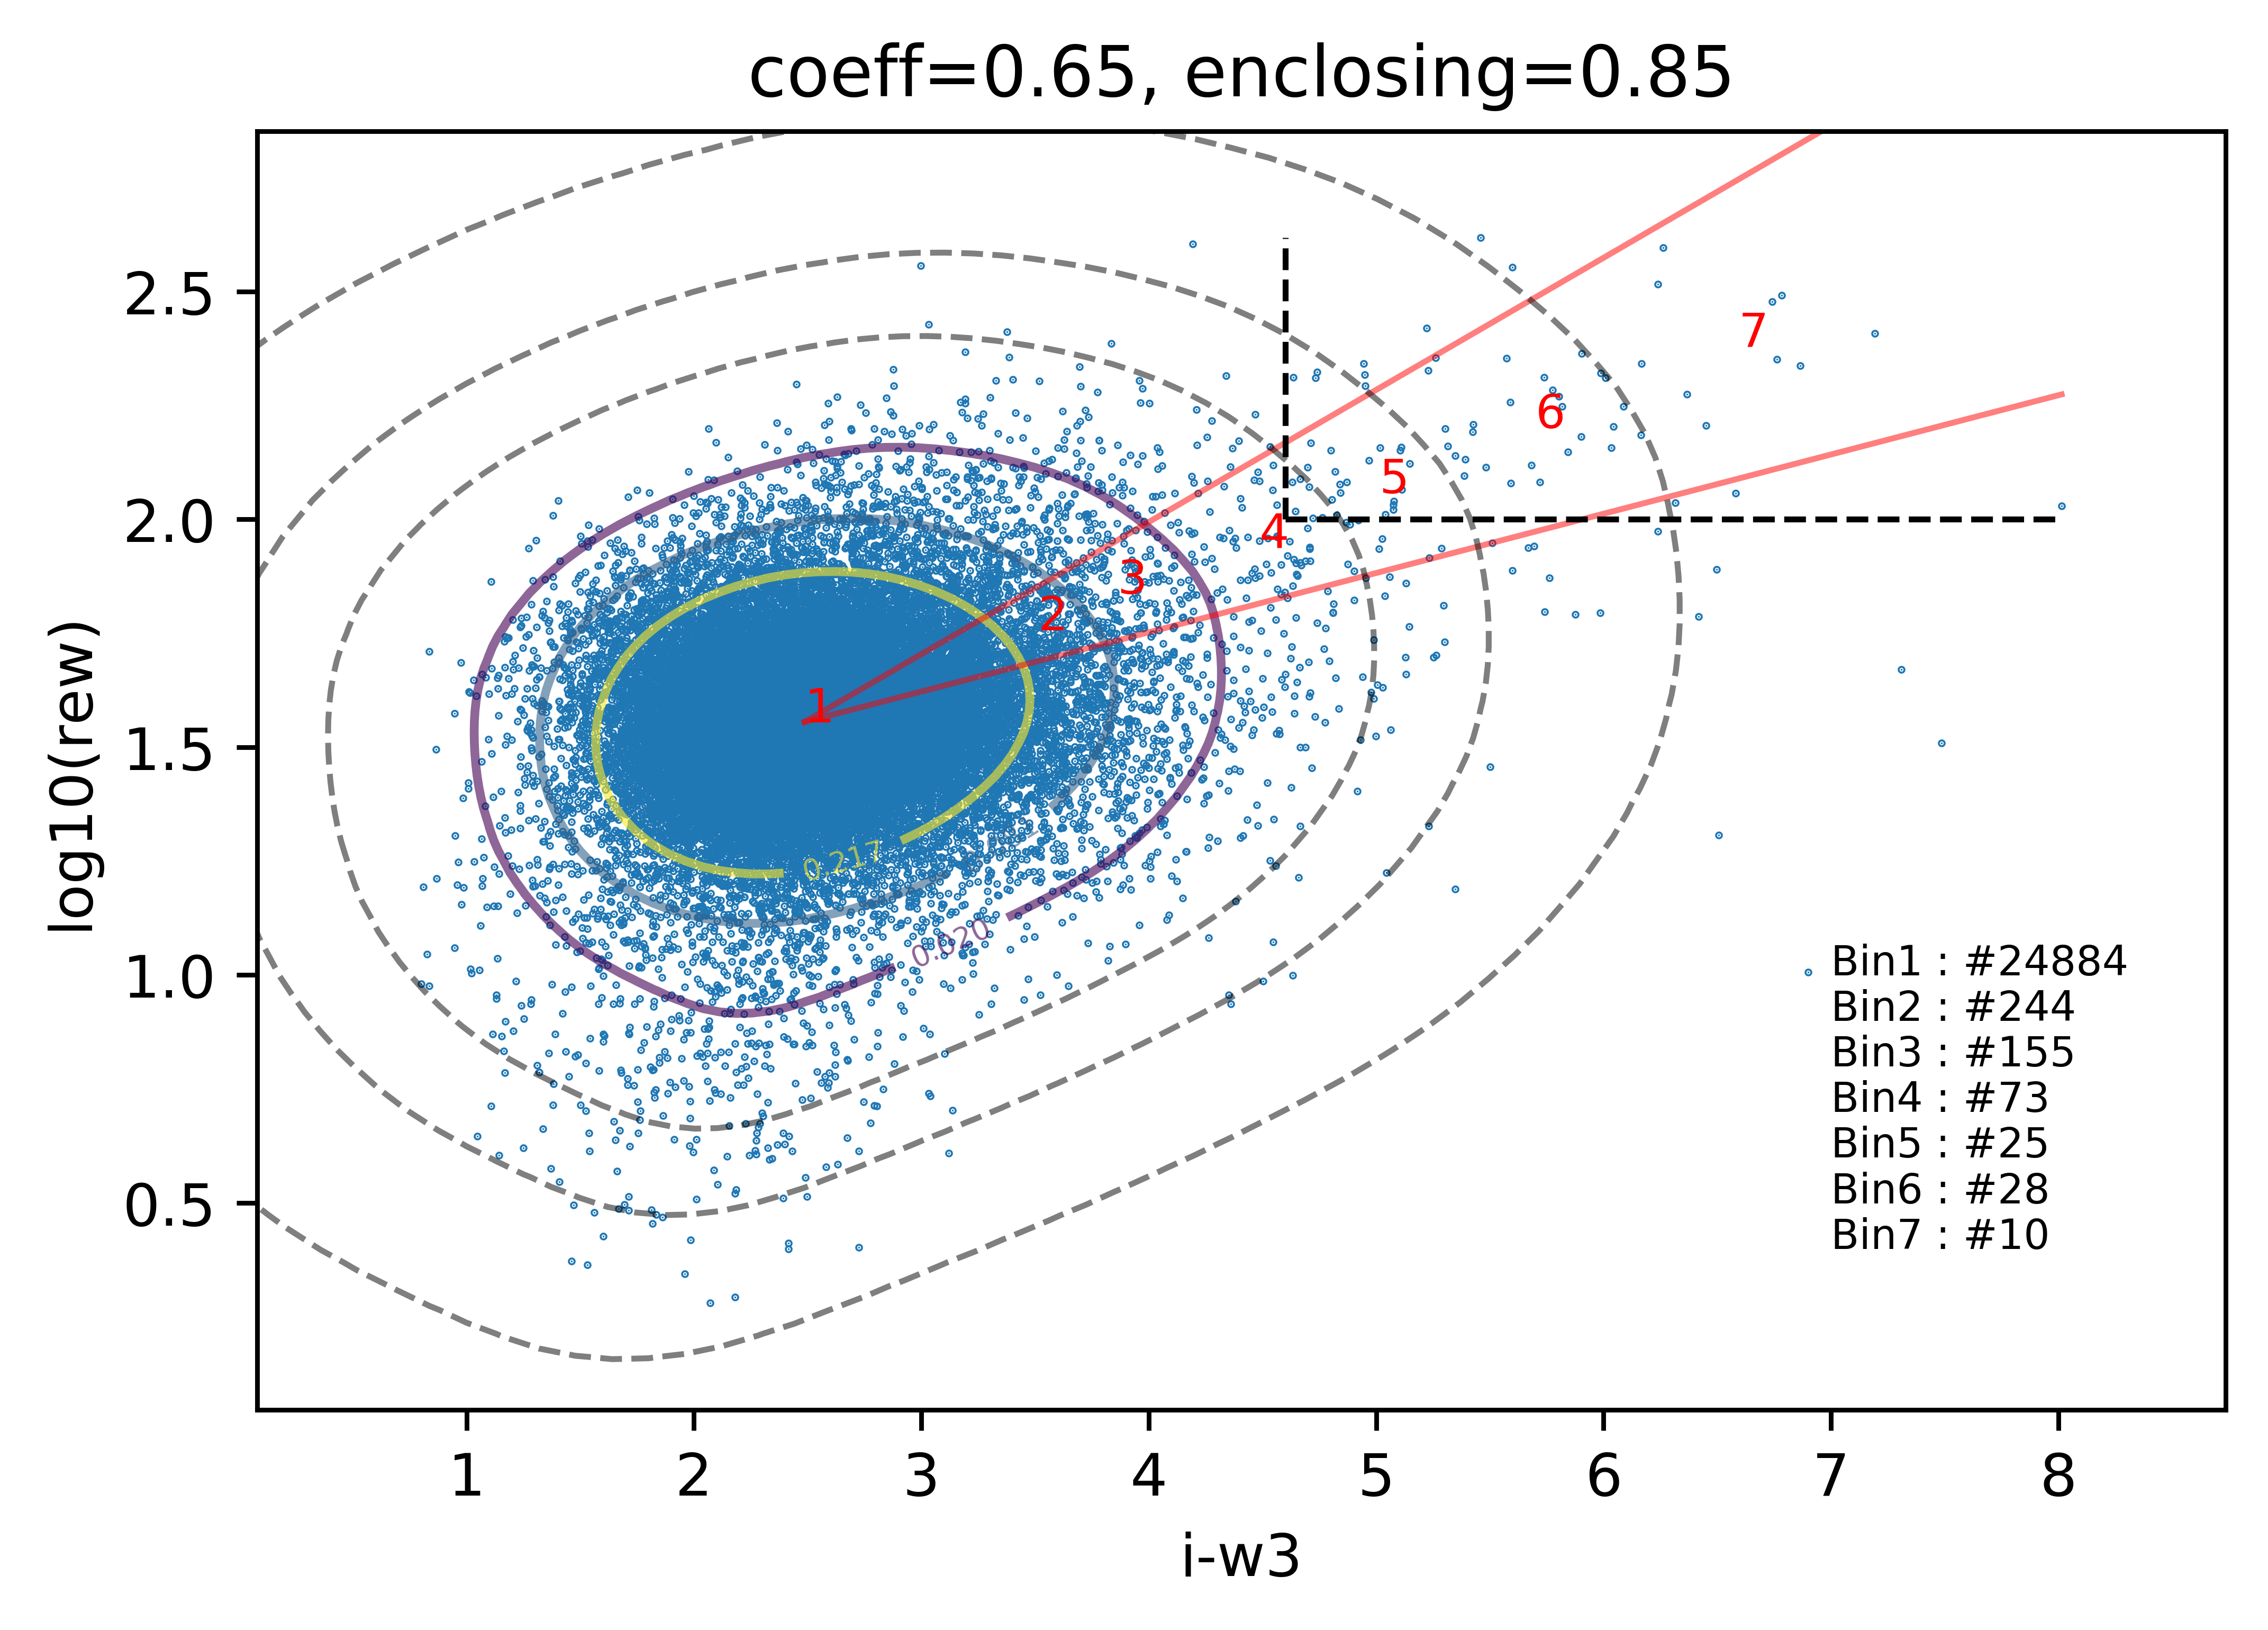 coeff=0.65, enclosing=0.85
log10(rew)
2.5
2.0
1.5
1.0
0.5
7
6
5
4
3
2
1
0.217
0.020
Bin1 : #24884
Bin2 : #244
Bin3 : #155
Bin4 : #73
Bin5 : #25
Bin6 : #28
Bin7 : #10
1 2 3 4 5 6 7 8
i-w3